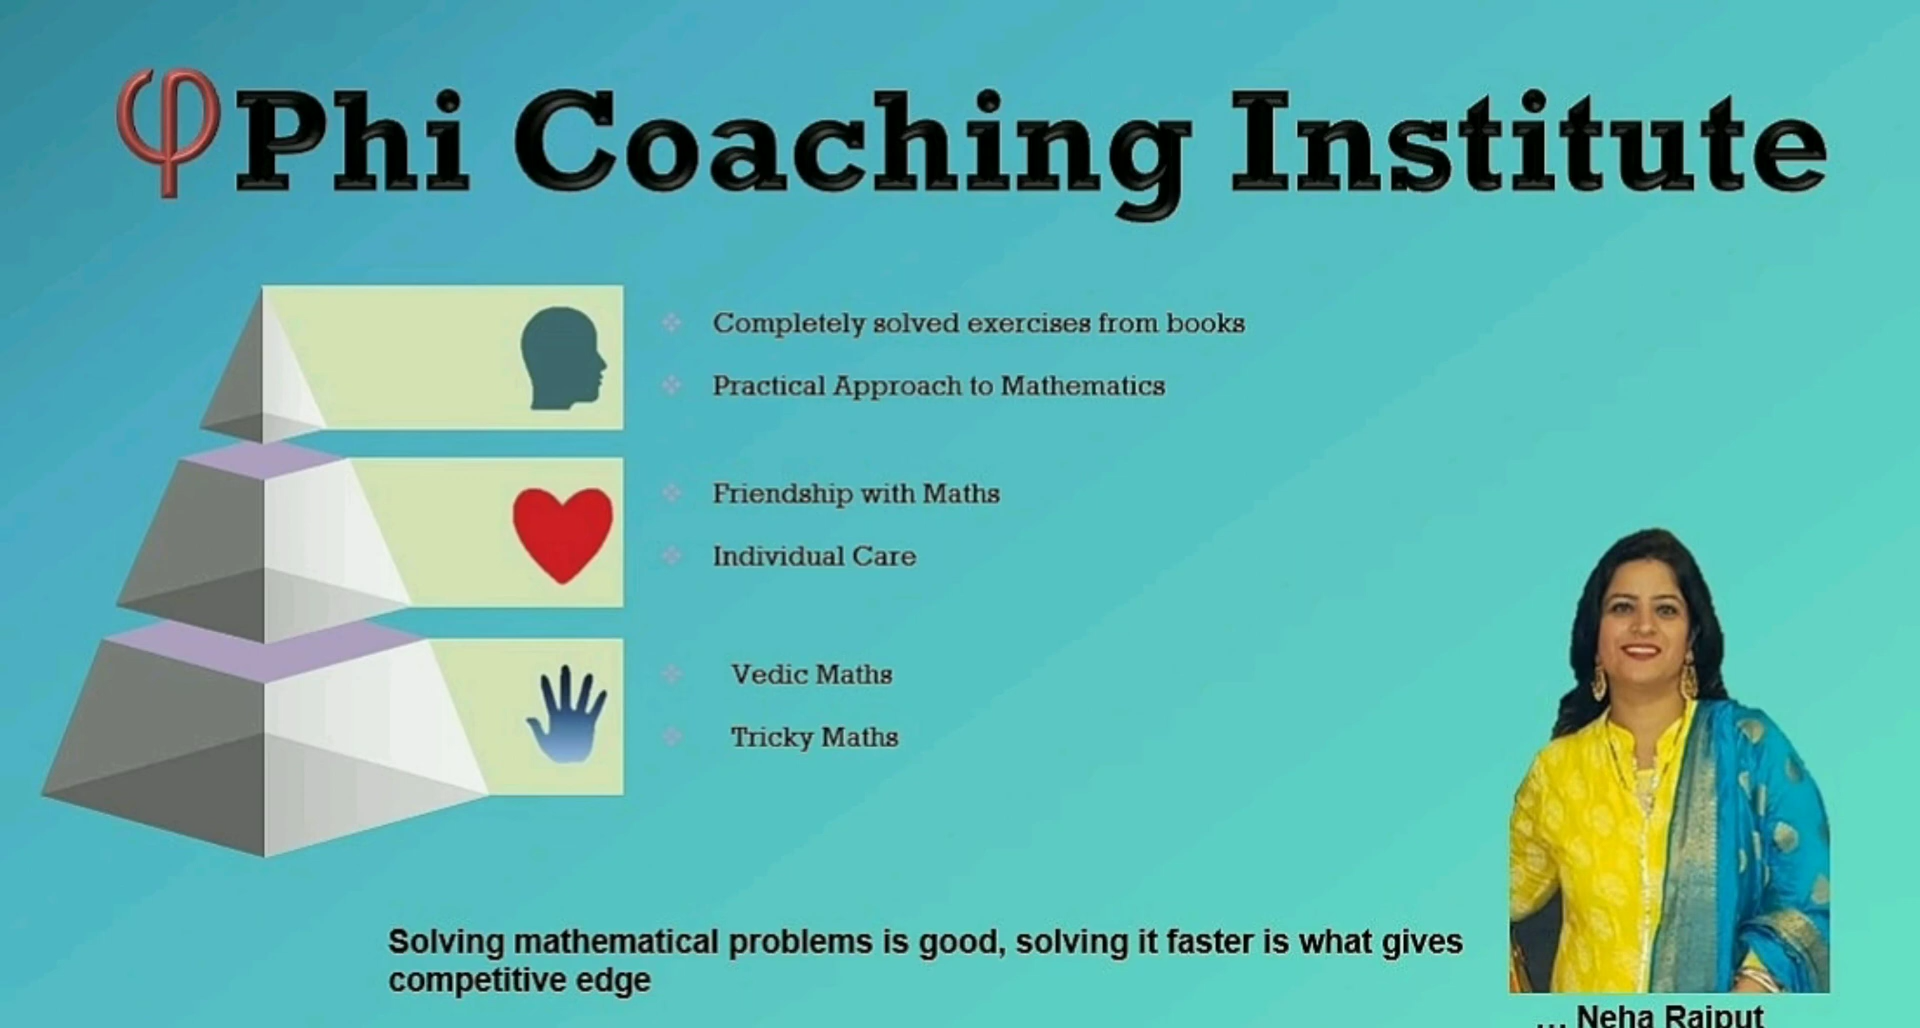 φ Phi Coaching Institute
Completely solved exercises from books
Practical Approach to Mathematics
Friendship with Maths
Individual Care
Vedic Maths
Tricky Maths
Solving mathematical problems is good, solving it faster is what gives
competitive edge
... Neha Rajput